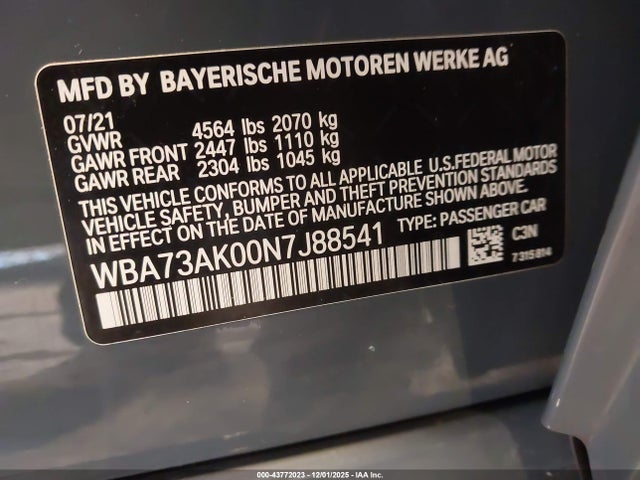 MFD BY BAYERISCHE MOTOREN WERKE AG
07/21
GVWR 4564 lbs 2070 kg
GAWR FRONT 2447 lbs 1110 kg
GAWR REAR 2304 lbs 1045 kg
THIS VEHICLE CONFORMS TO ALL APPLICABLE U.S.FEDERAL MOTOR
VEHICLE SAFETY, BUMPER AND THEFT PREVENTION STANDARDS
IN EFFECT ON THE DATE OF MANUFACTURE SHOWN ABOVE.
WBA73AK00N7J88541 TYPE: PASSENGER CAR
C3N
7315814
000-43772023 - 12/01/2025 - IAA Inc.